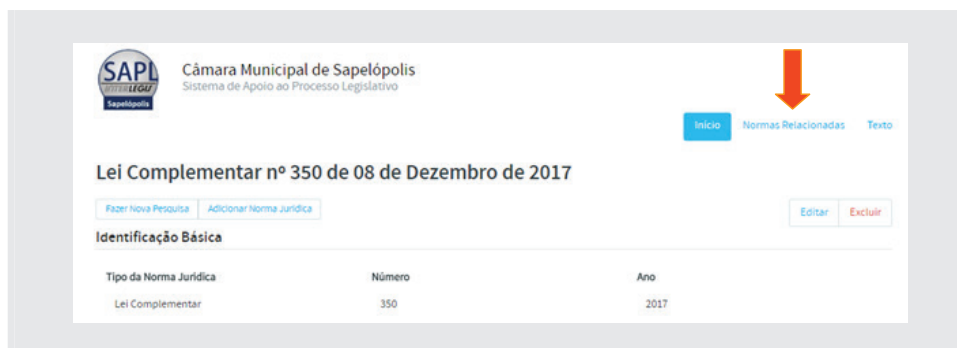 SAPL
INTERLEGIS
Sapelópolis
Câmara Municipal de Sapelópolis
Sistema de Apoio ao Processo Legislativo
Início Normas Relacionadas Texto
Lei Complementar nº 350 de 08 de Dezembro de 2017
Fazer Nova Pesquisa Adicionar Norma Jurídica
Editar Excluir
Identificação Básica
Tipo da Norma Jurídica Número Ano
Lei Complementar 350 2017